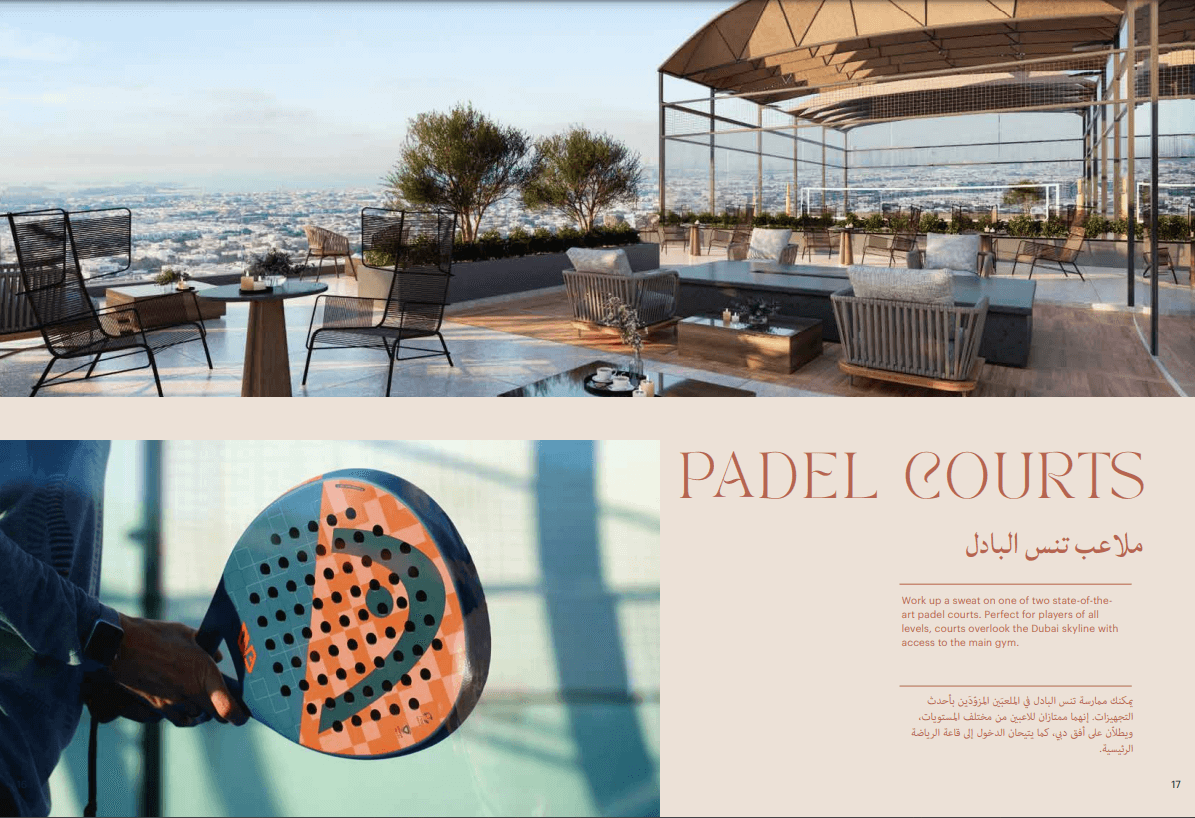 PADEL COURTS
ملاعب تنس البادل
Work up a sweat on one of two state-of-the-
art padel courts. Perfect for players of all
levels, courts overlook the Dubai skyline with
access to the main gym.
يمكنك ممارسة تنس البادل في الملعبَين المزوّدَين بأحدث
التجهيزات. إنهما ممتازان للاعبين من مختلف المستويات،
ويطلّان على أفق دبي، كما يتيحان الدخول إلى قاعة الرياضة
الرئيسية.
17